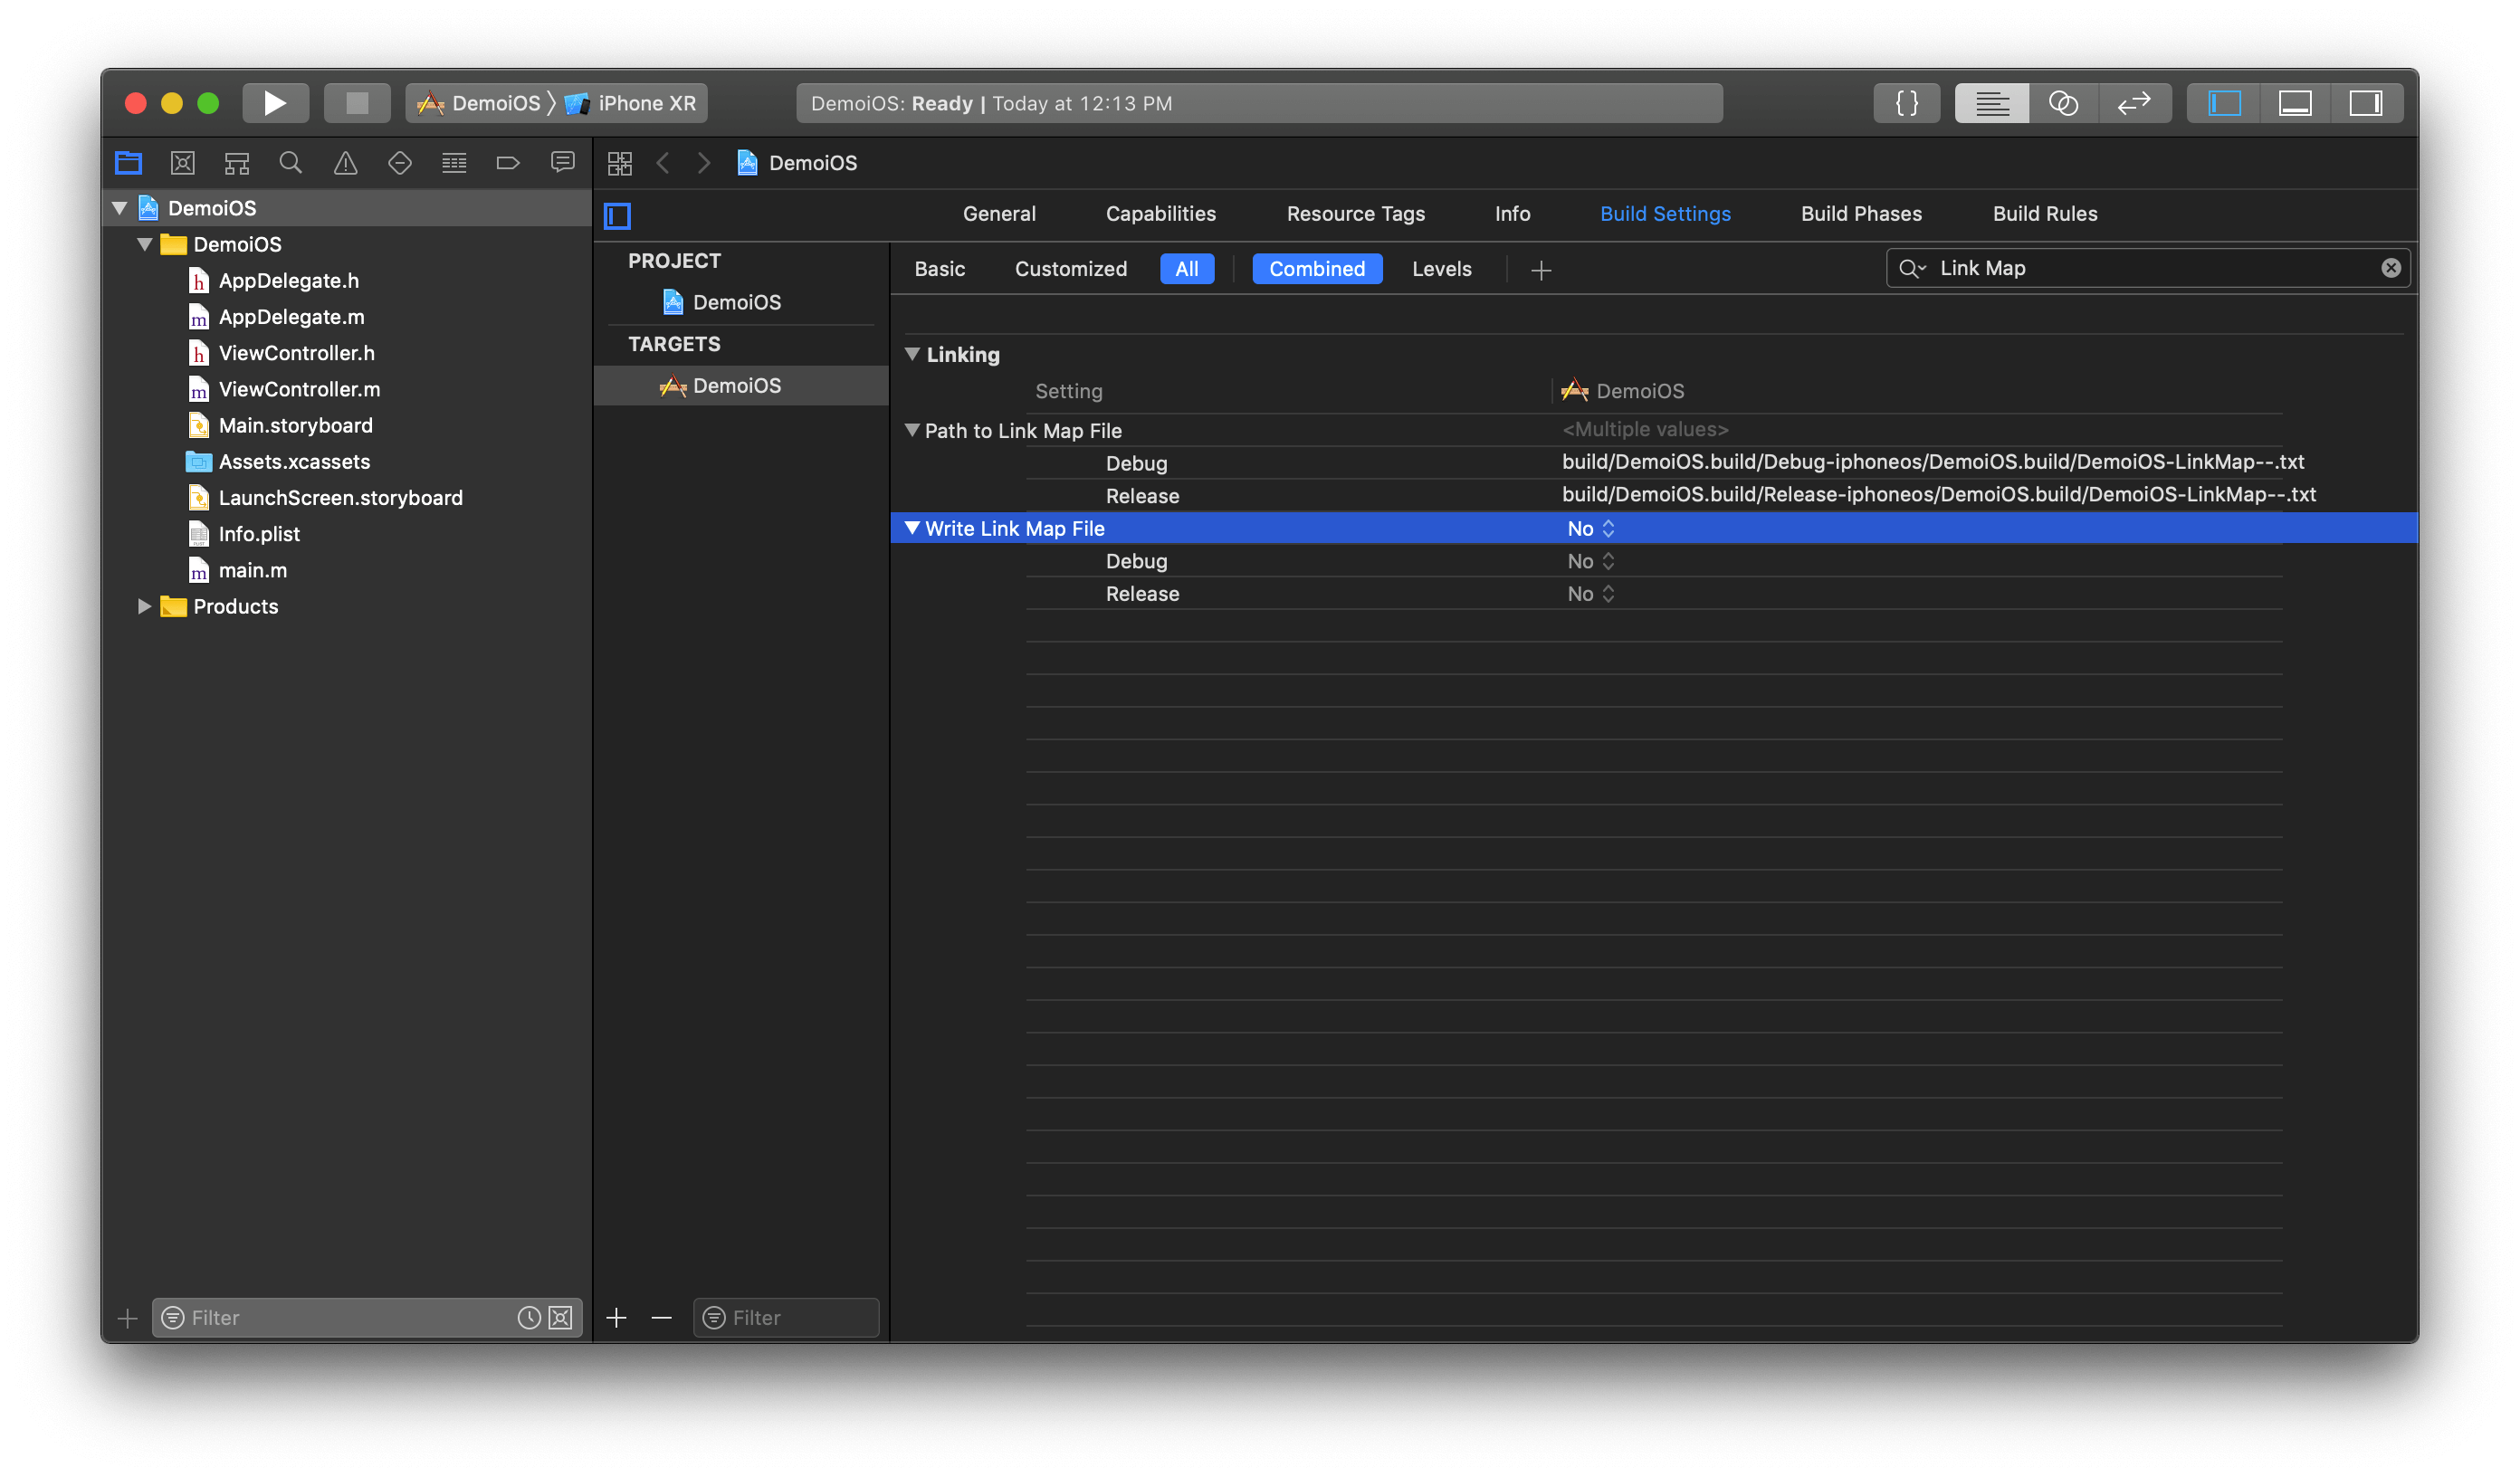 DemoiOS iPhone XR
DemoiOS: Ready | Today at 12:13 PM
{ }
DemoiOS
DemoiOS
DemoiOS
AppDelegate.h
AppDelegate.m
ViewController.h
ViewController.m
Main.storyboard
Assets.xcassets
LaunchScreen.storyboard
Info.plist
main.m
Products
Filter
General Capabilities Resource Tags Info Build Settings Build Phases Build Rules
PROJECT
DemoiOS
TARGETS
DemoiOS
Filter
Basic Customized All Combined Levels Link Map
Linking
Setting DemoiOS
Path to Link Map File <Multiple values>
Debug build/DemoiOS.build/Debug-iphoneos/DemoiOS.build/DemoiOS-LinkMap--.txt
Release build/DemoiOS.build/Release-iphoneos/DemoiOS.build/DemoiOS-LinkMap--.txt
Write Link Map File No
Debug No
Release No